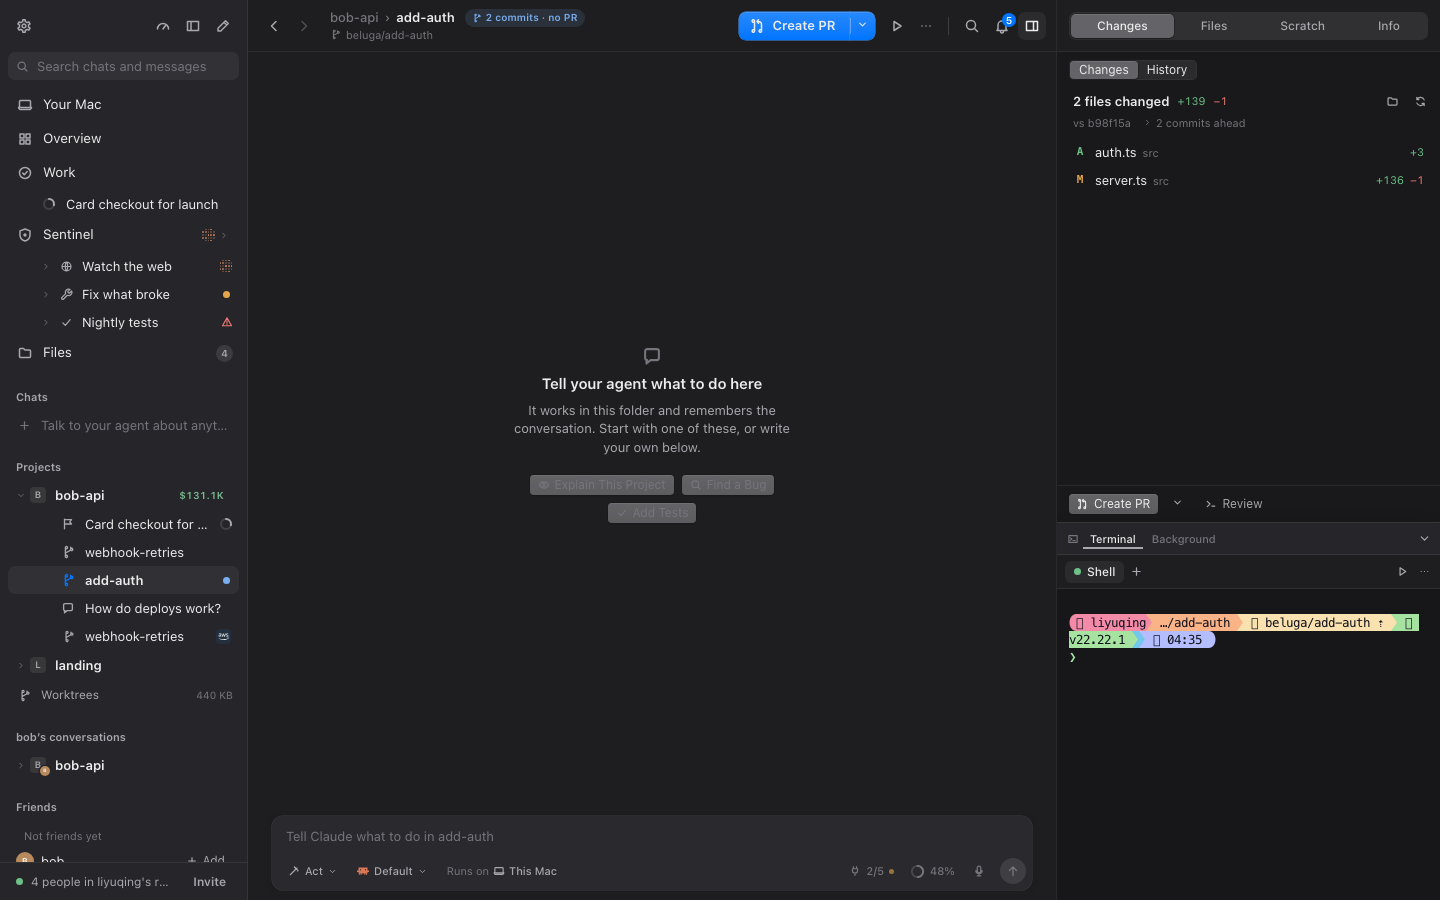 Search chats and messages
Your Mac
Overview
Work
Card checkout for launch
Sentinel
Watch the web
Fix what broke
Nightly tests
Files 4
Chats
Talk to your agent about anyt...
Projects
B bob-api $131.1K
Card checkout for ...
webhook-retries
add-auth
How do deploys work?
webhook-retries aws
L landing
Worktrees 440 KB
bob's conversations
B bob-api
Friends
Not friends yet
B bob + Add
4 people in liyuqing's r... Invite
bob-api › add-auth 2 commits · no PR
beluga/add-auth
Create PR
5
Tell your agent what to do here
It works in this folder and remembers the
conversation. Start with one of these, or write
your own below.
Explain This Project Find a Bug
Add Tests
Tell Claude what to do in add-auth
Act Default Runs on This Mac 2/5 48%
Changes Files Scratch Info
Changes History
2 files changed +139 −1
vs b98f15a › 2 commits ahead
A auth.ts src +3
M server.ts src +136 −1
Create PR Review
Terminal Background
Shell +
liyuqing …/add-auth beluga/add-auth ↑
v22.22.1 04:35
❯